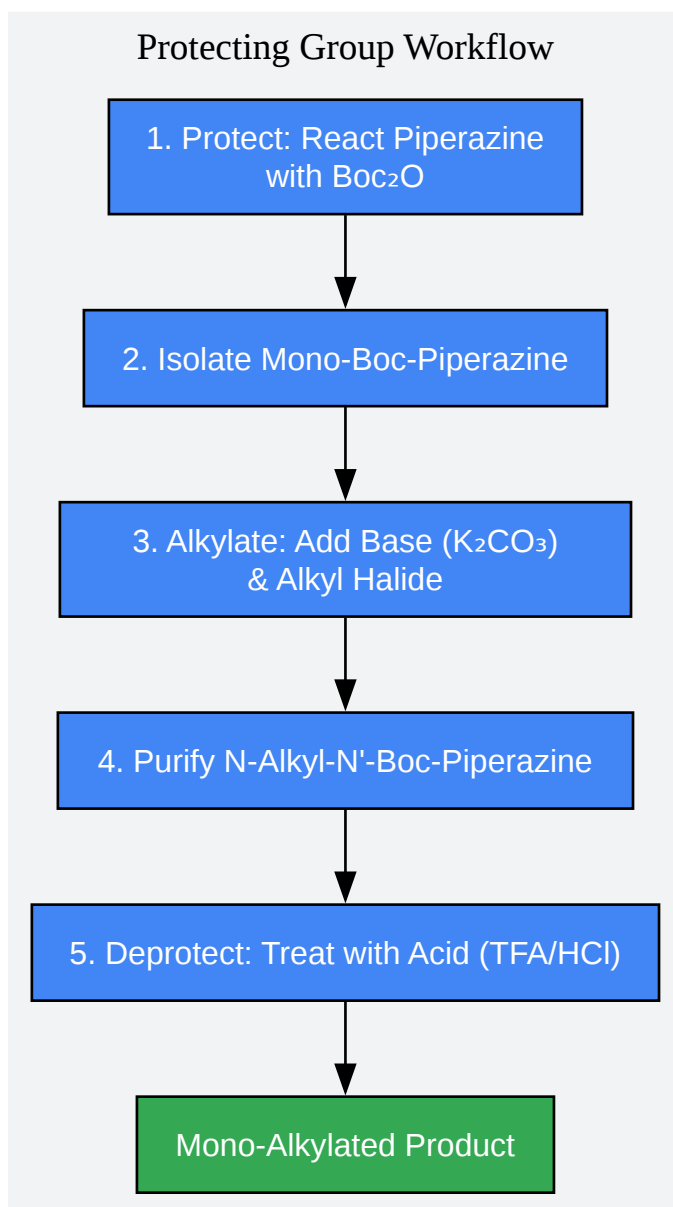 Protecting Group Workflow
1. Protect: React Piperazine
with Boc₂O
2. Isolate Mono-Boc-Piperazine
3. Alkylate: Add Base (K₂CO₃)
& Alkyl Halide
4. Purify N-Alkyl-N'-Boc-Piperazine
5. Deprotect: Treat with Acid (TFA/HCl)
Mono-Alkylated Product